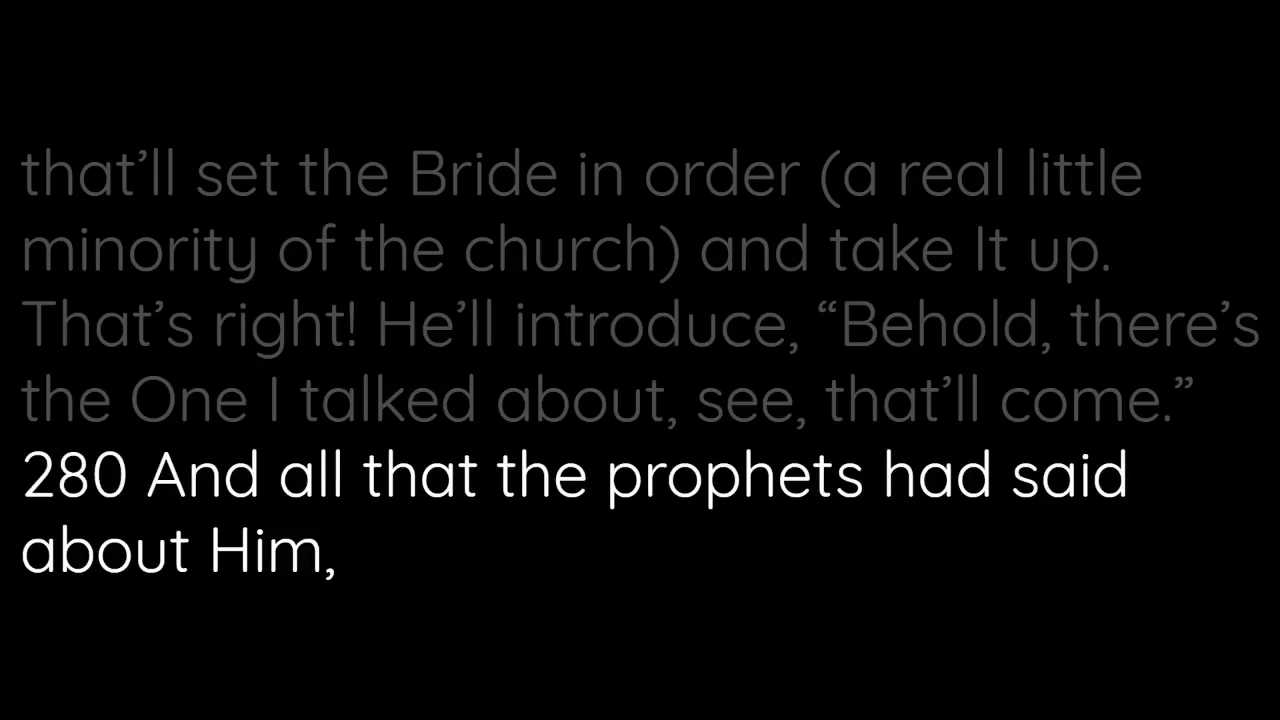 that’ll set the Bride in order (a real little
minority of the church) and take It up.
That’s right! He’ll introduce, “Behold, there’s
the One I talked about, see, that’ll come.”
280 And all that the prophets had said
about Him,